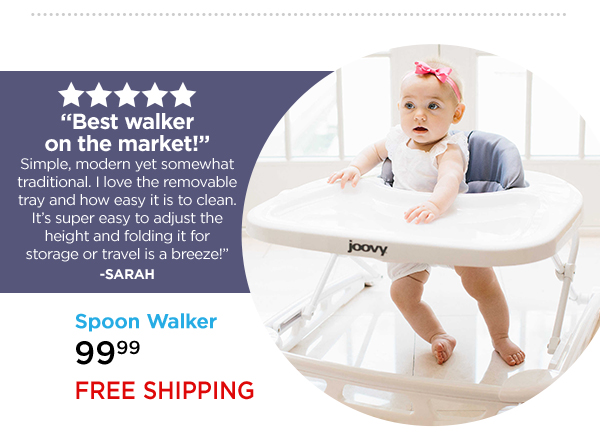 “Best walker
on the market!”
Simple, modern yet somewhat
traditional. I love the removable
tray and how easy it is to clean.
It’s super easy to adjust the
height and folding it for
storage or travel is a breeze!”
-SARAH
joovy
Spoon Walker
99⁹⁹
FREE SHIPPING